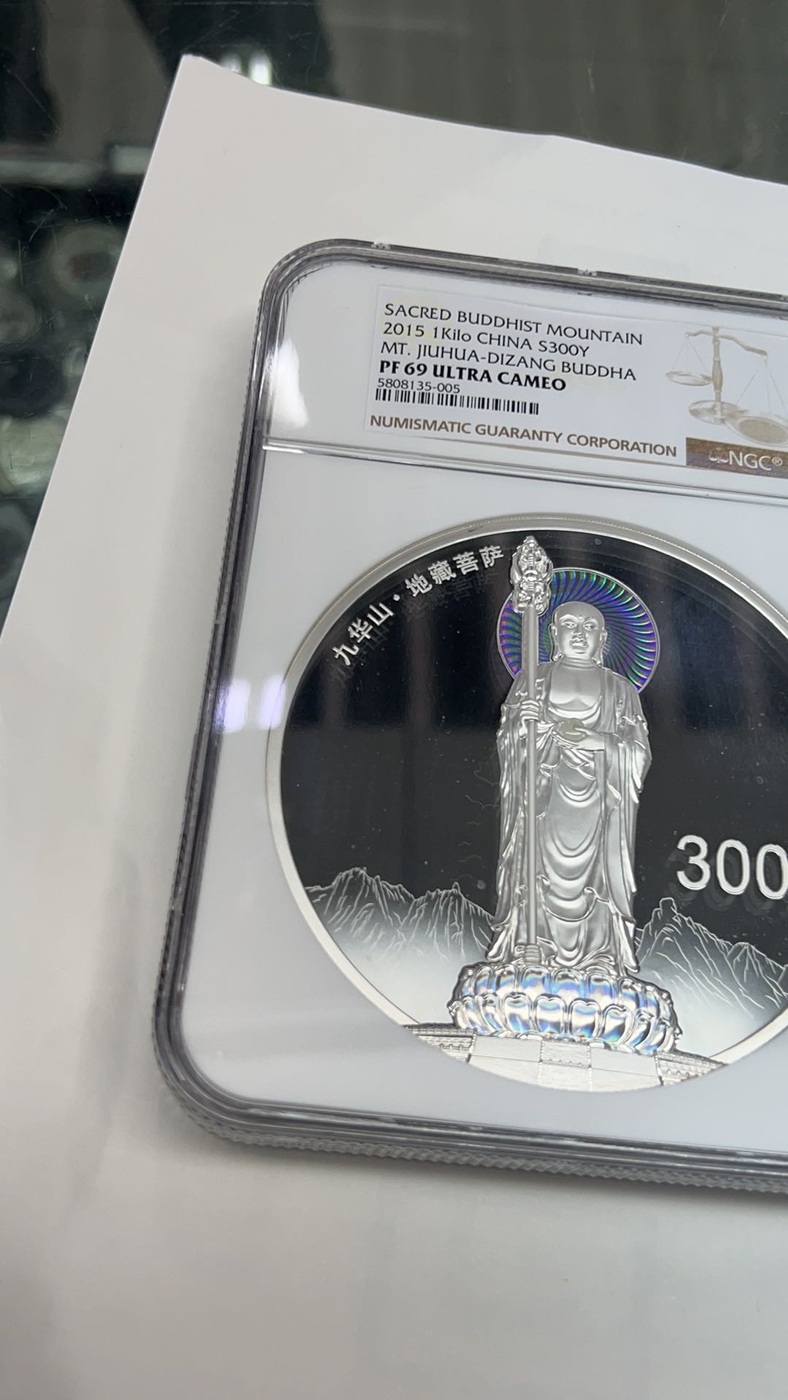 SACRED BUDDHIST MOUNTAIN
2015 1Kilo CHINA S300Y
MT. JIUHUA-DIZANG BUDDHA
PF 69 ULTRA CAMEO
5808135-005
NUMISMATIC GUARANTY CORPORATION
NGC®
九华山·地藏菩萨
300